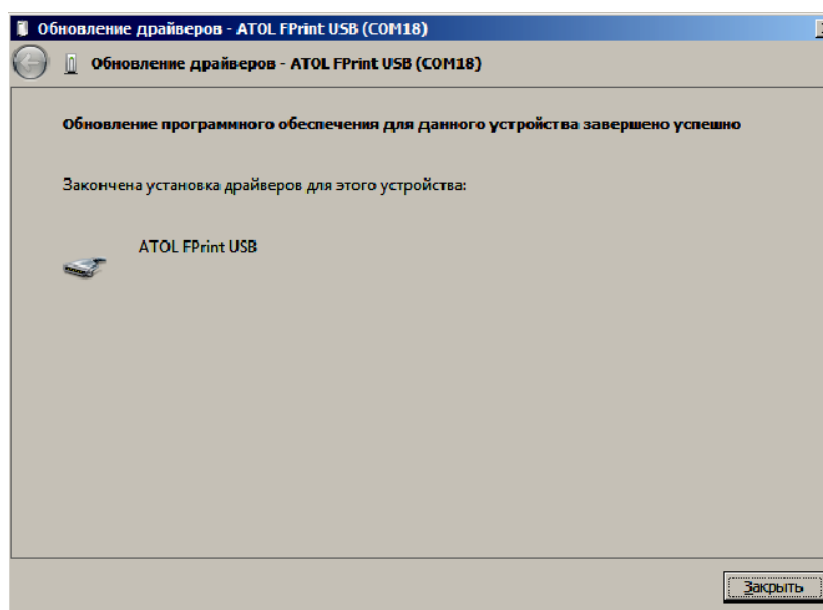 Обновление драйверов - ATOL FPrint USB (COM18)
Обновление драйверов - ATOL FPrint USB (COM18)
Обновление программного обеспечения для данного устройства завершено успешно
Закончена установка драйверов для этого устройства:
ATOL FPrint USB
Закрыть